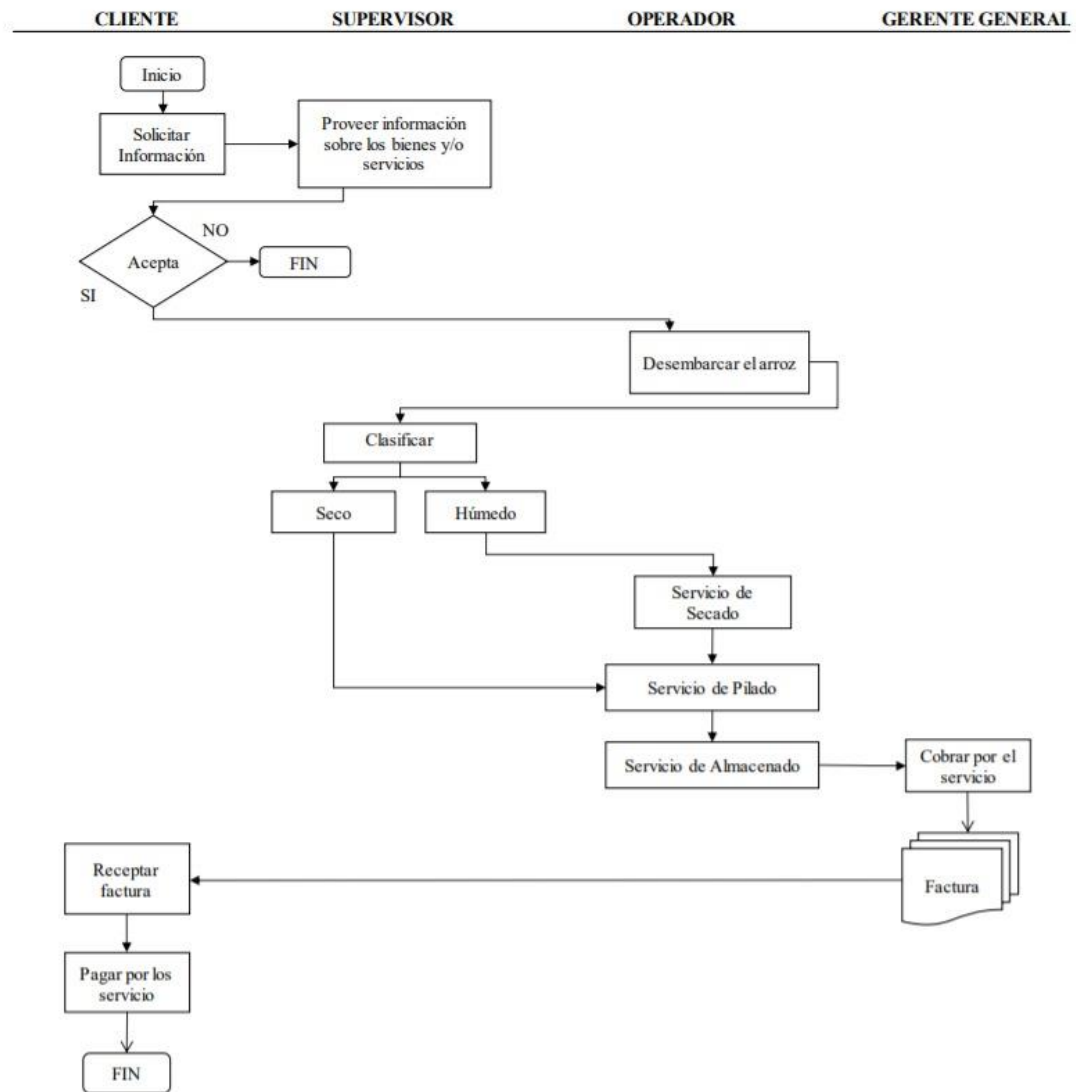 CLIENTE SUPERVISOR OPERADOR GERENTE GENERAL
Inicio
Solicitar
Información
Proveer información
sobre los bienes y/o
servicios
Acepta
NO
FIN
SI
Desembarcar el arroz
Clasificar
Seco
Húmedo
Servicio de
Secado
Servicio de Pilado
Servicio de Almacenado
Cobrar por el
servicio
Factura
Receptar
factura
Pagar por los
servicio
FIN